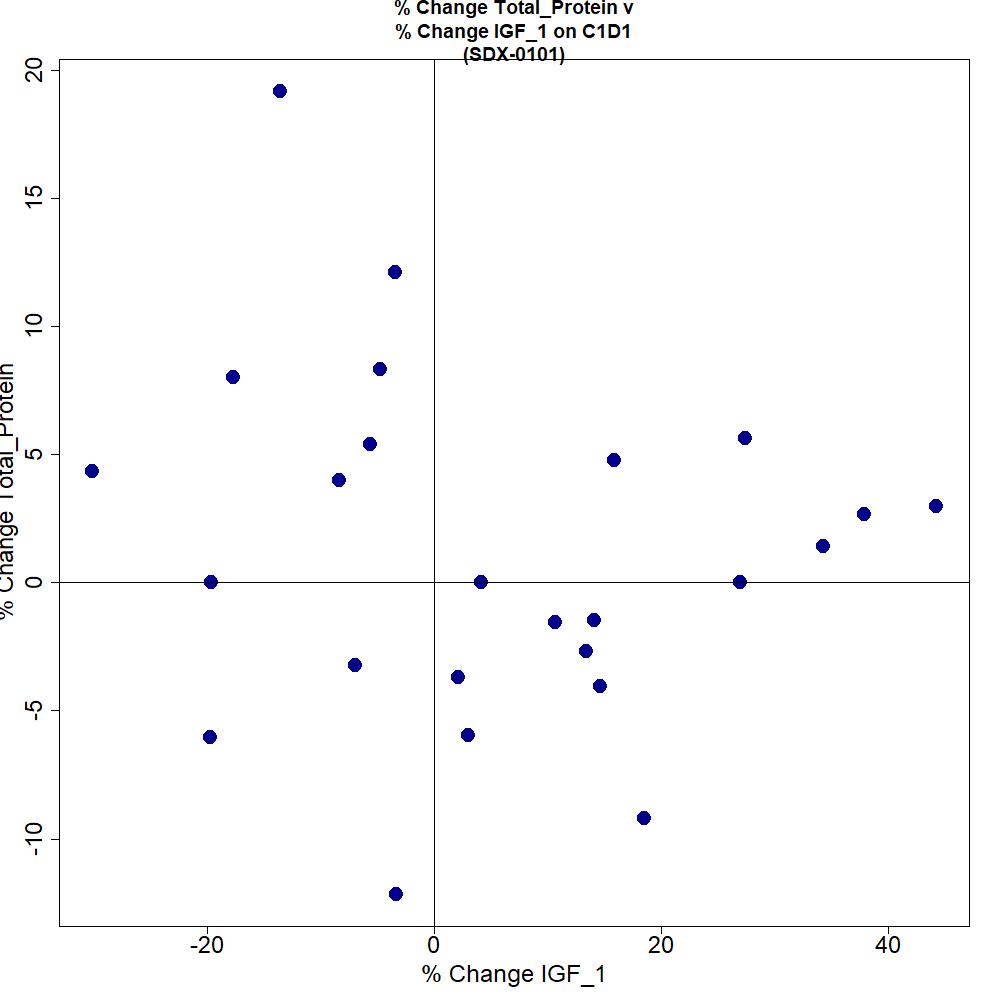 % Change Total_Protein v
% Change IGF_1 on C1D1
(SDX-0101)
% Change Total_Protein
20
15
10
5
0
-5
-10
-20
0
20
40
% Change IGF_1